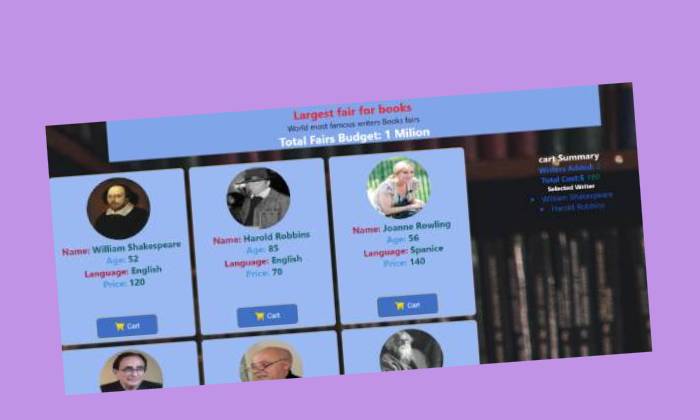 Largest fair for books
World most famous writers Books fairs
Total Fairs Budget: 1 Milion
Name: William Shakespeare
Age: 52
Language: English
Price: 120
Cart
Name: Harold Robbins
Age: 85
Language: English
Price: 70
Cart
Name: Joanne Rowling
Age: 56
Language: Spanice
Price: 140
Cart
cart Summary
Writers Added:
Total Cost:$ 190
Selected Writer
William Shakespeare
Harold Robbins